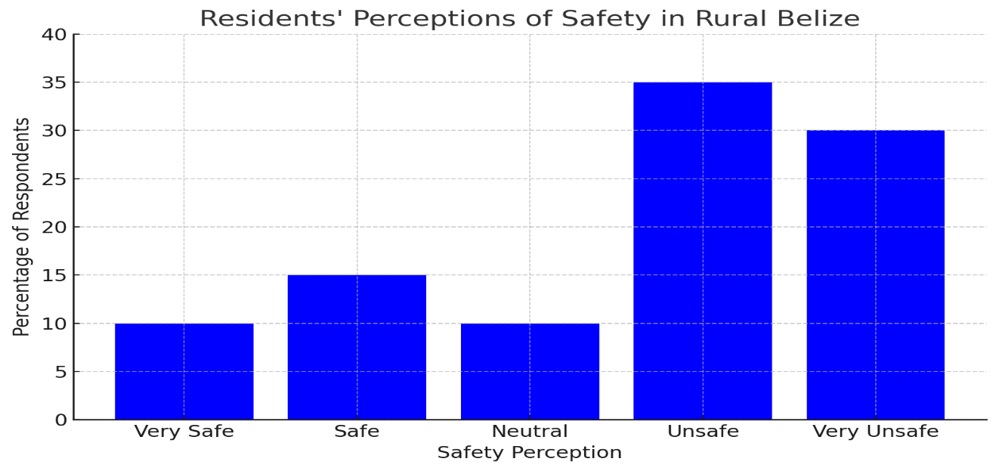 Residents' Perceptions of Safety in Rural Belize
Percentage of Respondents
40
35
30
25
20
15
10
5
0
Very Safe Safe Neutral Unsafe Very Unsafe
Safety Perception